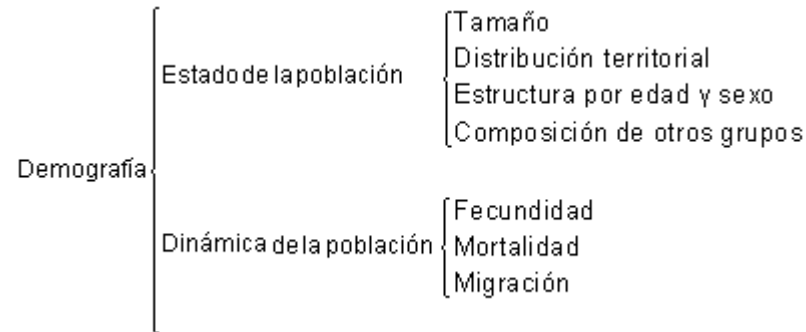 Demografía
Estado de la población
Tamaño
Distribución territorial
Estructura por edad y sexo
Composición de otros grupos
Dinámica de la población
Fecundidad
Mortalidad
Migración